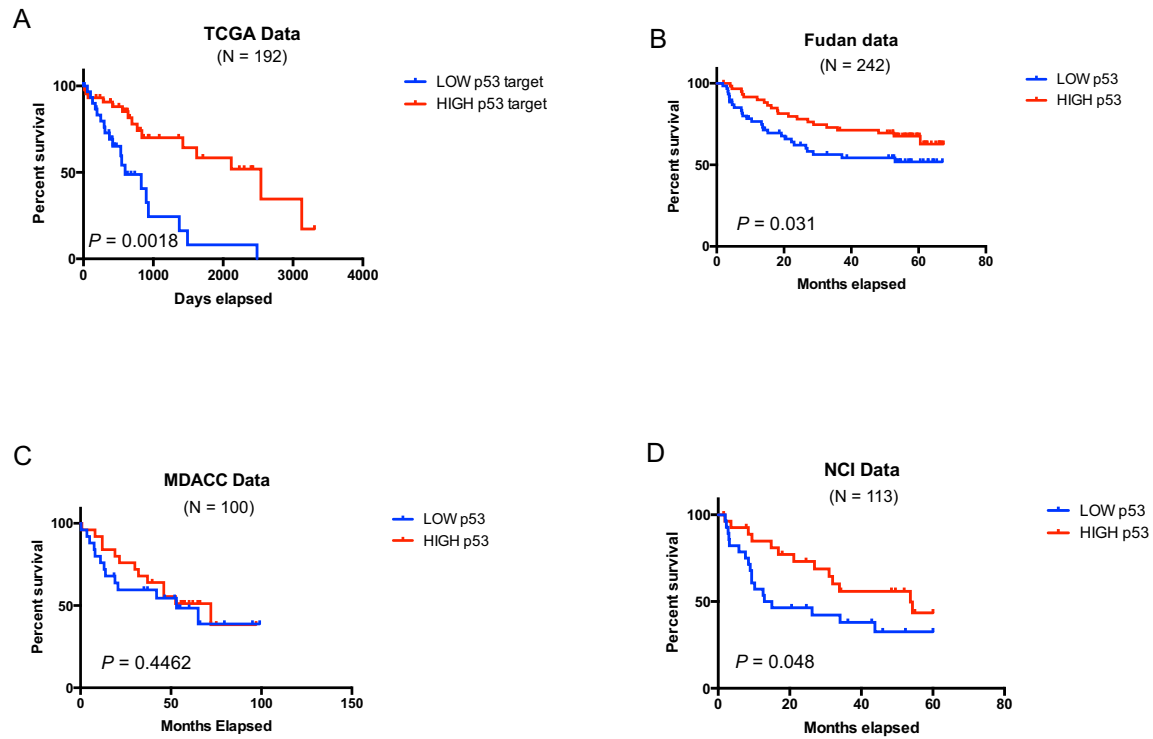 A
TCGA Data
(N = 192)
LOW p53 target
HIGH p53 target
Percent survival
100
50
0
P = 0.0018
0 1000 2000 3000 4000
Days elapsed
B
Fudan data
(N = 242)
LOW p53
HIGH p53
Percent survival
100
50
0
P = 0.031
0 20 40 60 80
Months elapsed
C
MDACC Data
(N = 100)
LOW p53
HIGH p53
Percent survival
100
50
0
P = 0.4462
0 50 100 150
Months Elapsed
D
NCI Data
(N = 113)
LOW p53
HIGH p53
Percent survival
100
50
0
P = 0.048
0 20 40 60 80
Months elapsed